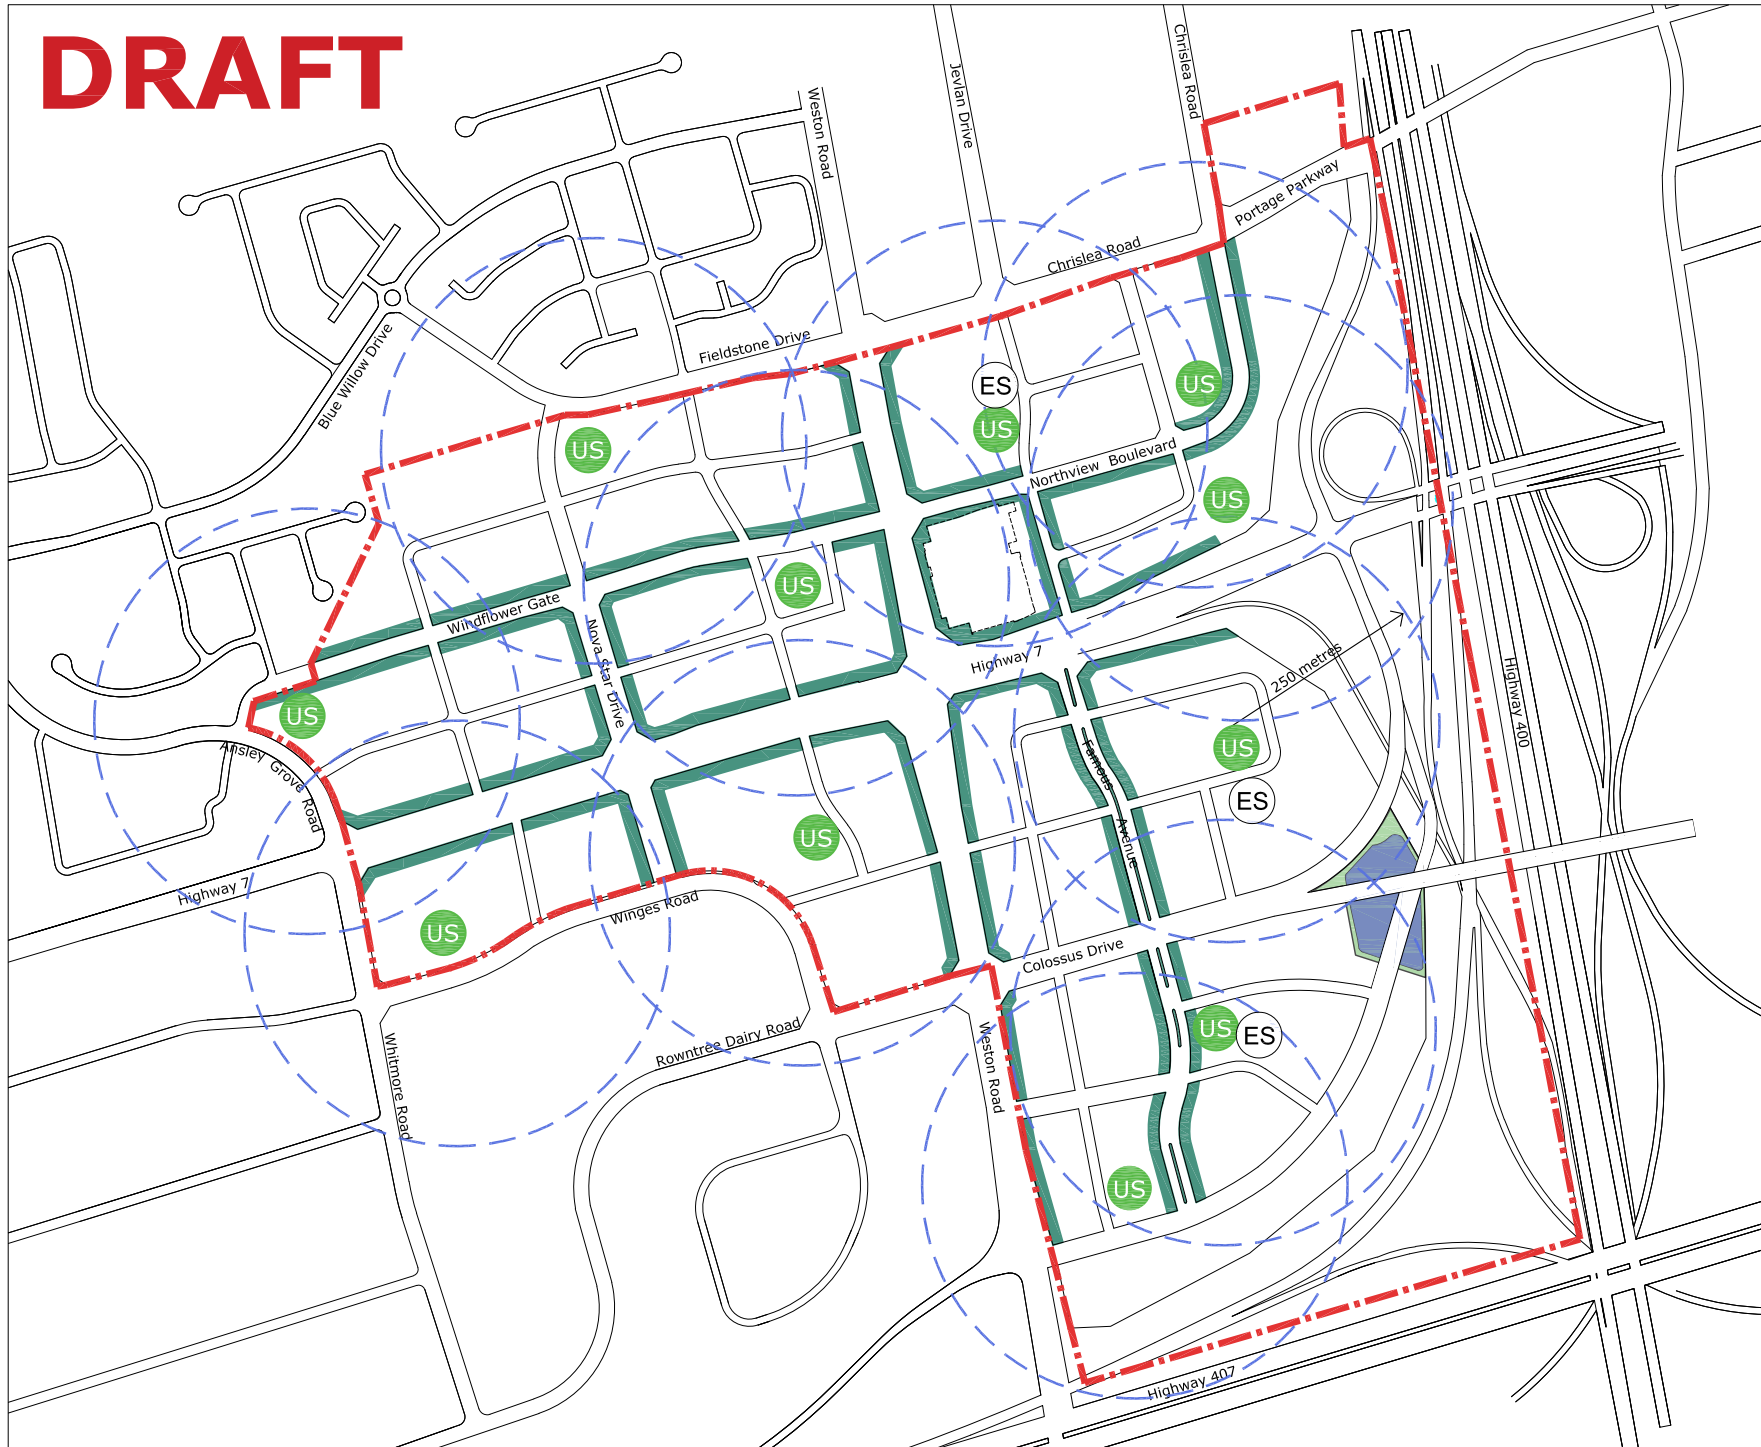 DRAFT
Weston Road
Jevlan Drive
Chrislea Road
Portage Parkway
Chrislea Road
Fieldstone Drive
Blue Willow Drive
ES
US
US
US
Northview Boulevard
US
US
Windflower Gate
Nova Star Drive
Highway 7
250 metres
Highway 400
US
Ansley Grove Road
Famous Avenue
US
ES
US
Highway 7
Winges Road
US
Colossus Drive
Whitmore Road
Rowntree Dairy Road
Weston Road
US
ES
US
Highway 407